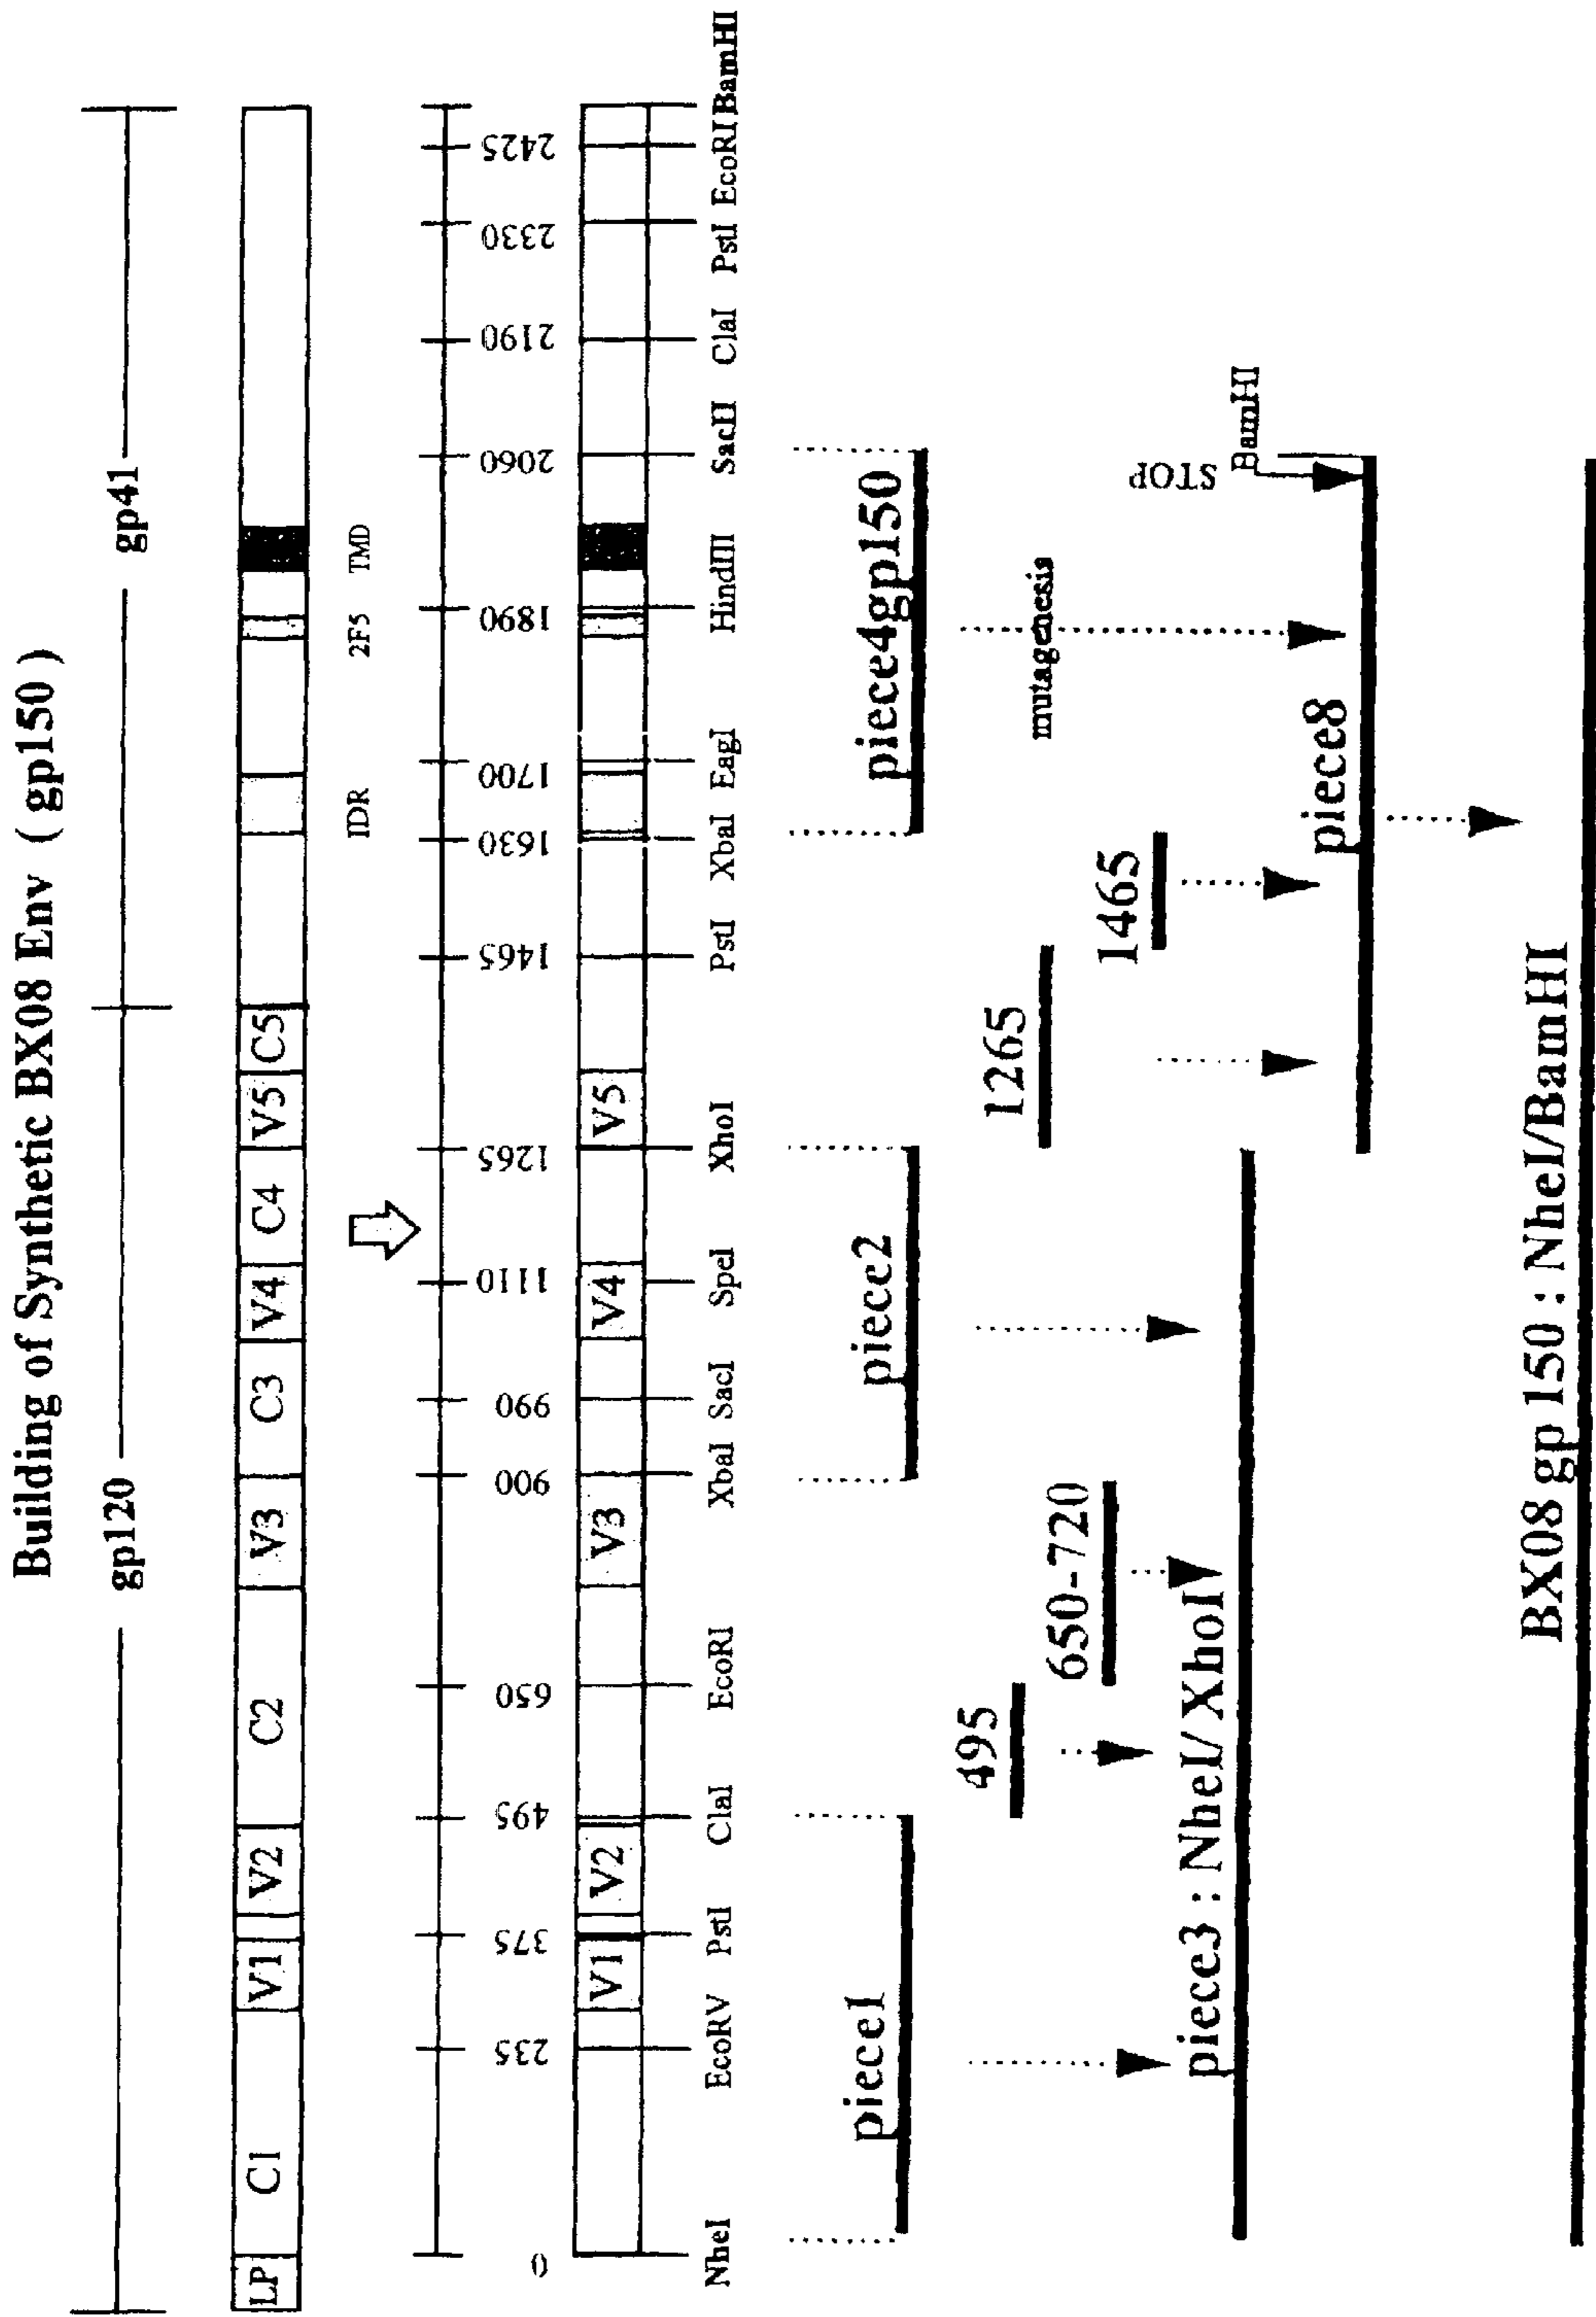 Building of Synthetic BX08 Env ( gp150 )
gp120 gp41
LP C1 V1 V2 C2 V3 C3 V4 C4 V5 C5
IDR 2F5 TMD
0 235 375 495 650 900 990 1110 1265 1465 1630 1700 1890 2060 2190 2330 2425
V1 V2 V3 V4 V5
NheI EcoRV PstI ClaI EcoRI XbaI SacI SpeI XhoI PstI XbaI EagI HindIII SacII ClaI PstI EcoRI BamHI
piece1 piece2 piece4gp150
495 1265
mutagenesis
650-720 1465
piece3 : NheI/XhoI
STOP BamHI
piece8
BX08 gp 150 : NheI/BamHI